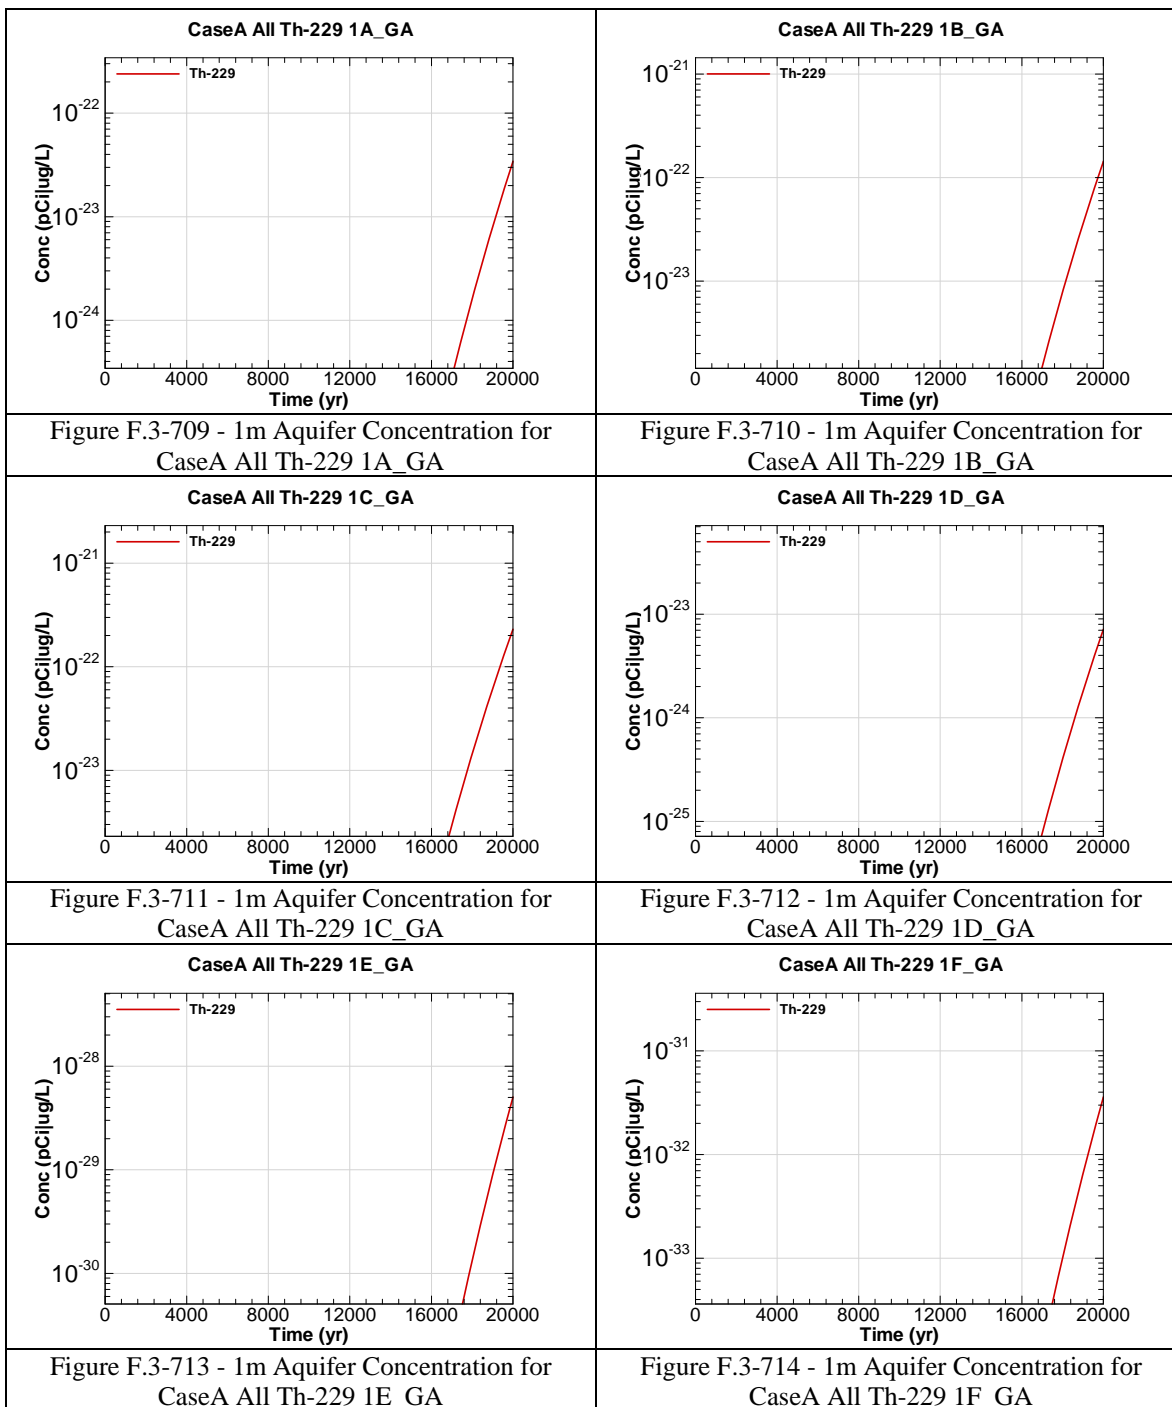 CaseA All Th-229 1A_GA
Th-229
Conc (pCi|ug/L)
10-22
10-23
10-24
0 4000 8000 12000 16000 20000
Time (yr)
Figure F.3-709 - 1m Aquifer Concentration for
CaseA All Th-229 1A_GA
CaseA All Th-229 1B_GA
Th-229
Conc (pCi|ug/L)
10-21
10-22
10-23
0 4000 8000 12000 16000 20000
Time (yr)
Figure F.3-710 - 1m Aquifer Concentration for
CaseA All Th-229 1B_GA
CaseA All Th-229 1C_GA
Th-229
Conc (pCi|ug/L)
10-21
10-22
10-23
0 4000 8000 12000 16000 20000
Time (yr)
Figure F.3-711 - 1m Aquifer Concentration for
CaseA All Th-229 1C_GA
CaseA All Th-229 1D_GA
Th-229
Conc (pCi|ug/L)
10-23
10-24
10-25
0 4000 8000 12000 16000 20000
Time (yr)
Figure F.3-712 - 1m Aquifer Concentration for
CaseA All Th-229 1D_GA
CaseA All Th-229 1E_GA
Th-229
Conc (pCi|ug/L)
10-28
10-29
10-30
0 4000 8000 12000 16000 20000
Time (yr)
Figure F.3-713 - 1m Aquifer Concentration for
CaseA All Th-229 1E_GA
CaseA All Th-229 1F_GA
Th-229
Conc (pCi|ug/L)
10-31
10-32
10-33
0 4000 8000 12000 16000 20000
Time (yr)
Figure F.3-714 - 1m Aquifer Concentration for
CaseA All Th-229 1F_GA